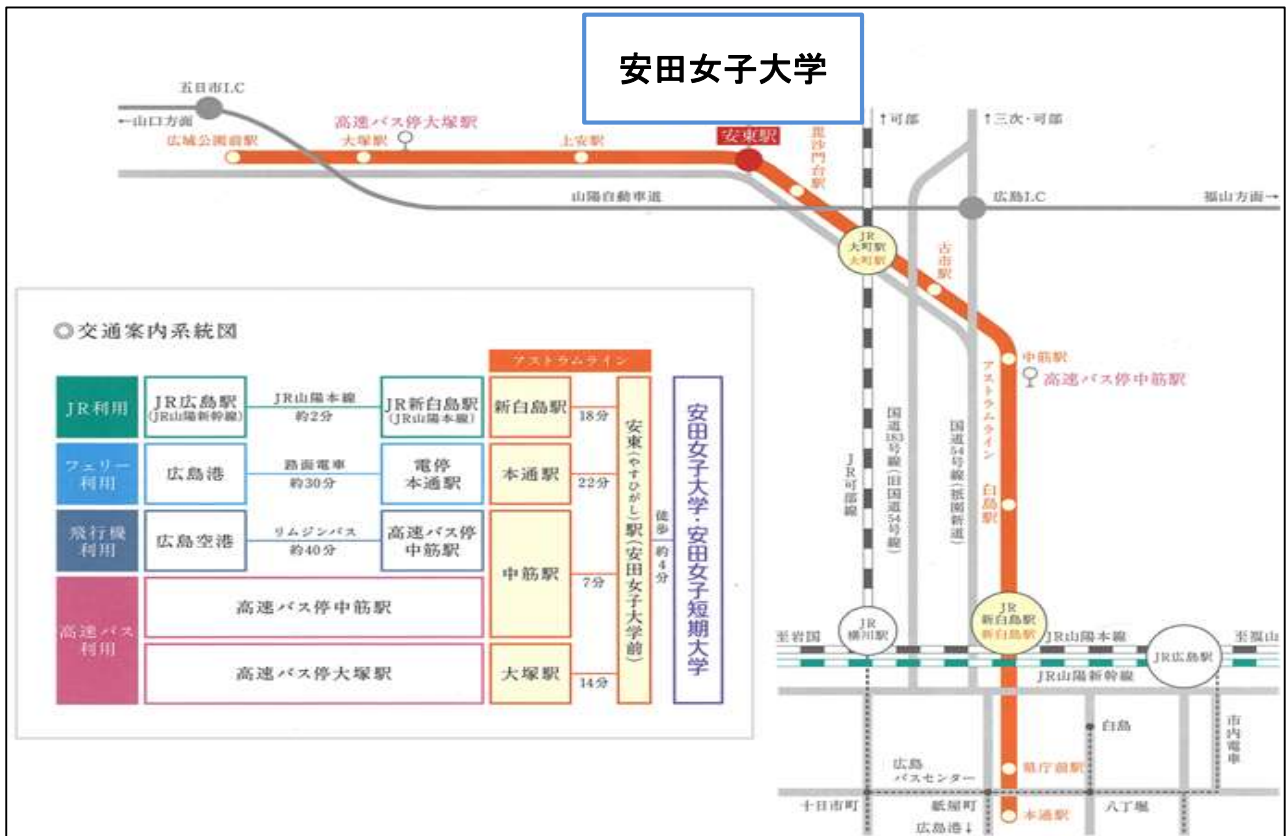 安田女子大学
五日市I.C
←山口方面
高速バス停大塚駅
広域公園前駅
大塚駅
上安駅
安東駅
毘沙門台駅
↑可部
↑三次・可部
山陽自動車道
広島I.C
福山方面→
JR
大町駅
大町駅
古市駅
中筋駅
高速バス停中筋駅
アストラムライン
国道183号線(旧国道54号線)
国道54号線(祇園新道)
JR可部線
白島駅
JR
横川駅
JR
新白島駅
新白島駅
至岩国
JR山陽本線
至福山
JR広島駅
JR山陽新幹線
白島
市内電車
広島
バスセンター
県庁前駅
十日市町
紙屋町
八丁堀
本通駅
広島港↓
◎交通案内系統図
アストラムライン
JR利用
JR広島駅
(JR山陽新幹線)
JR山陽本線
約2分
JR新白島駅
(JR山陽本線)
新白島駅
18分
フェリー
利用
広島港
路面電車
約30分
電停
本通駅
本通駅
22分
飛行機
利用
広島空港
リムジンバス
約40分
高速バス停
中筋駅
中筋駅
7分
高速バス
利用
高速バス停中筋駅
高速バス停大塚駅
大塚駅
14分
安東(やすひがし)駅(安田女子大学前)
徒歩 約4分
安田女子大学・安田女子短期大学